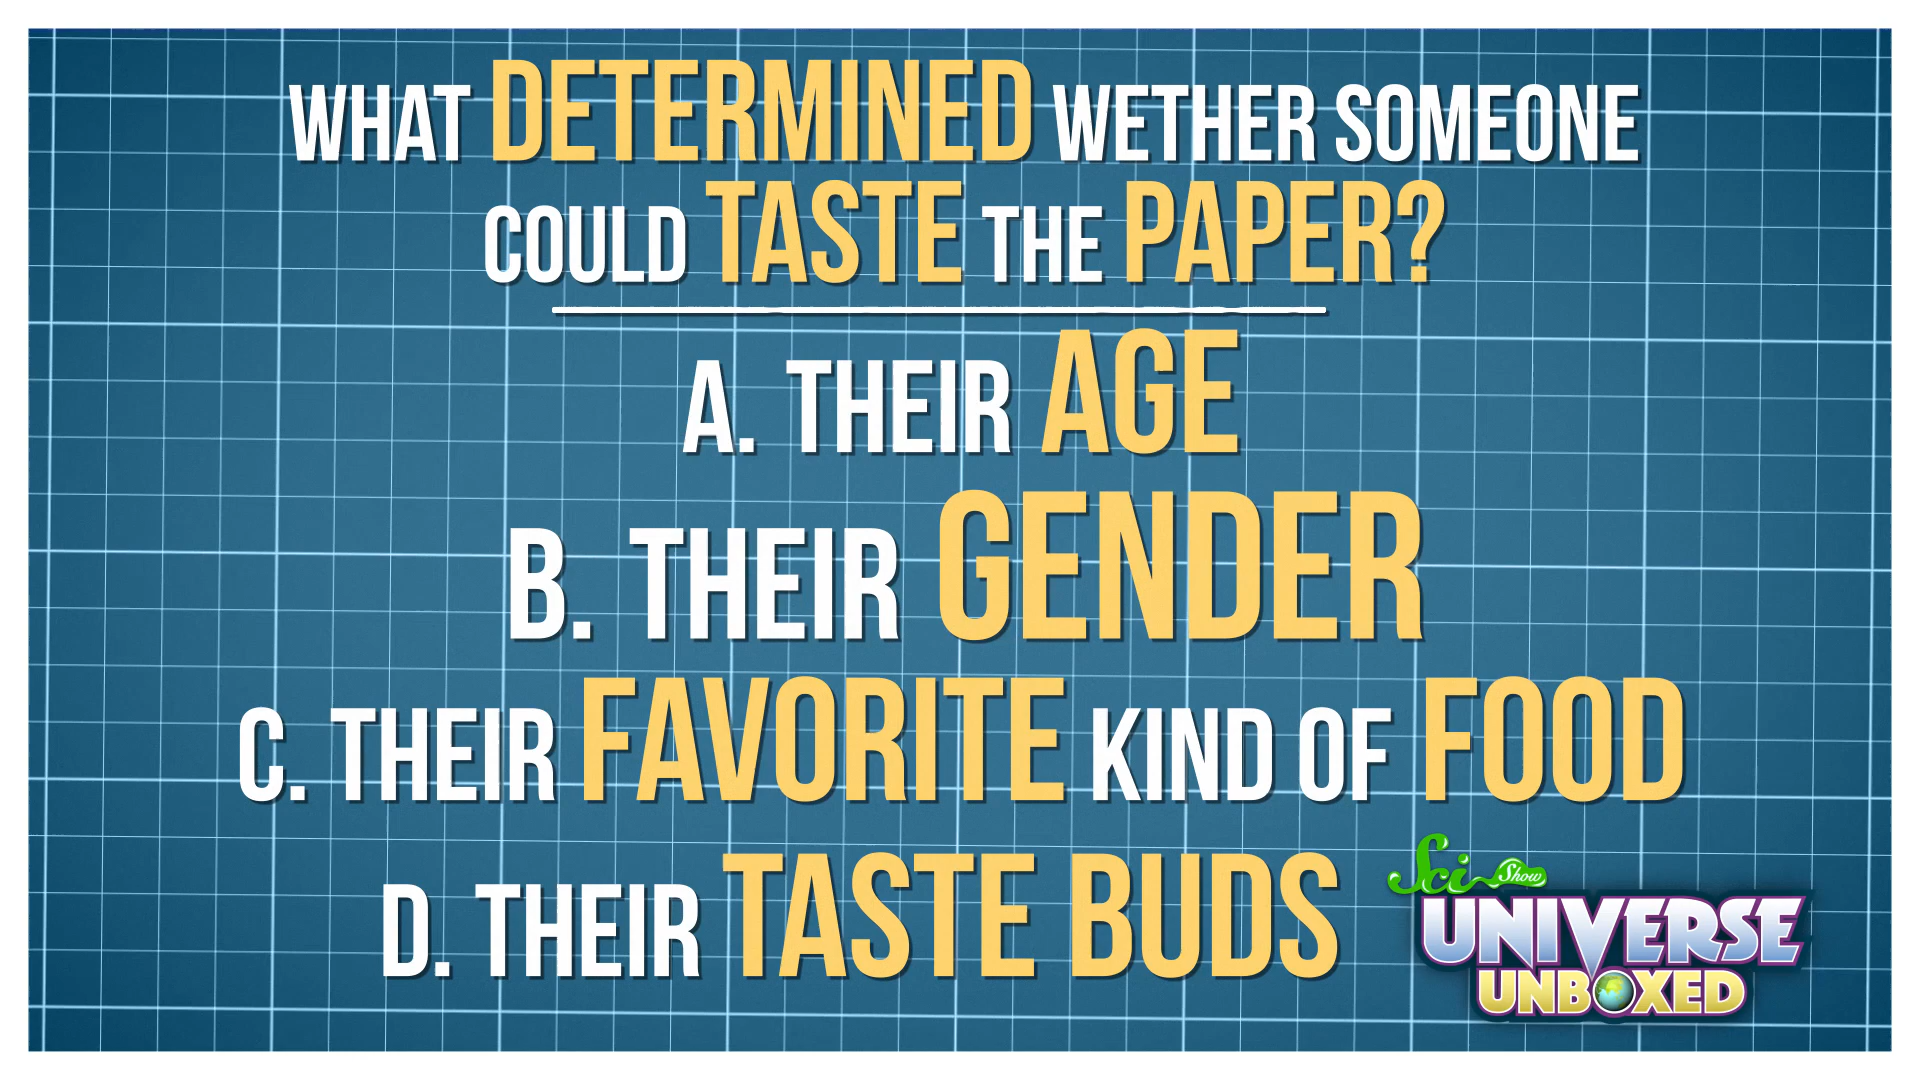 WHAT DETERMINED WETHER SOMEONE
COULD TASTE THE PAPER?
A. THEIR AGE
B. THEIR GENDER
C. THEIR FAVORITE KIND OF FOOD
D. THEIR TASTE BUDS
Sci Show
UNIVERSE
UNBOXED